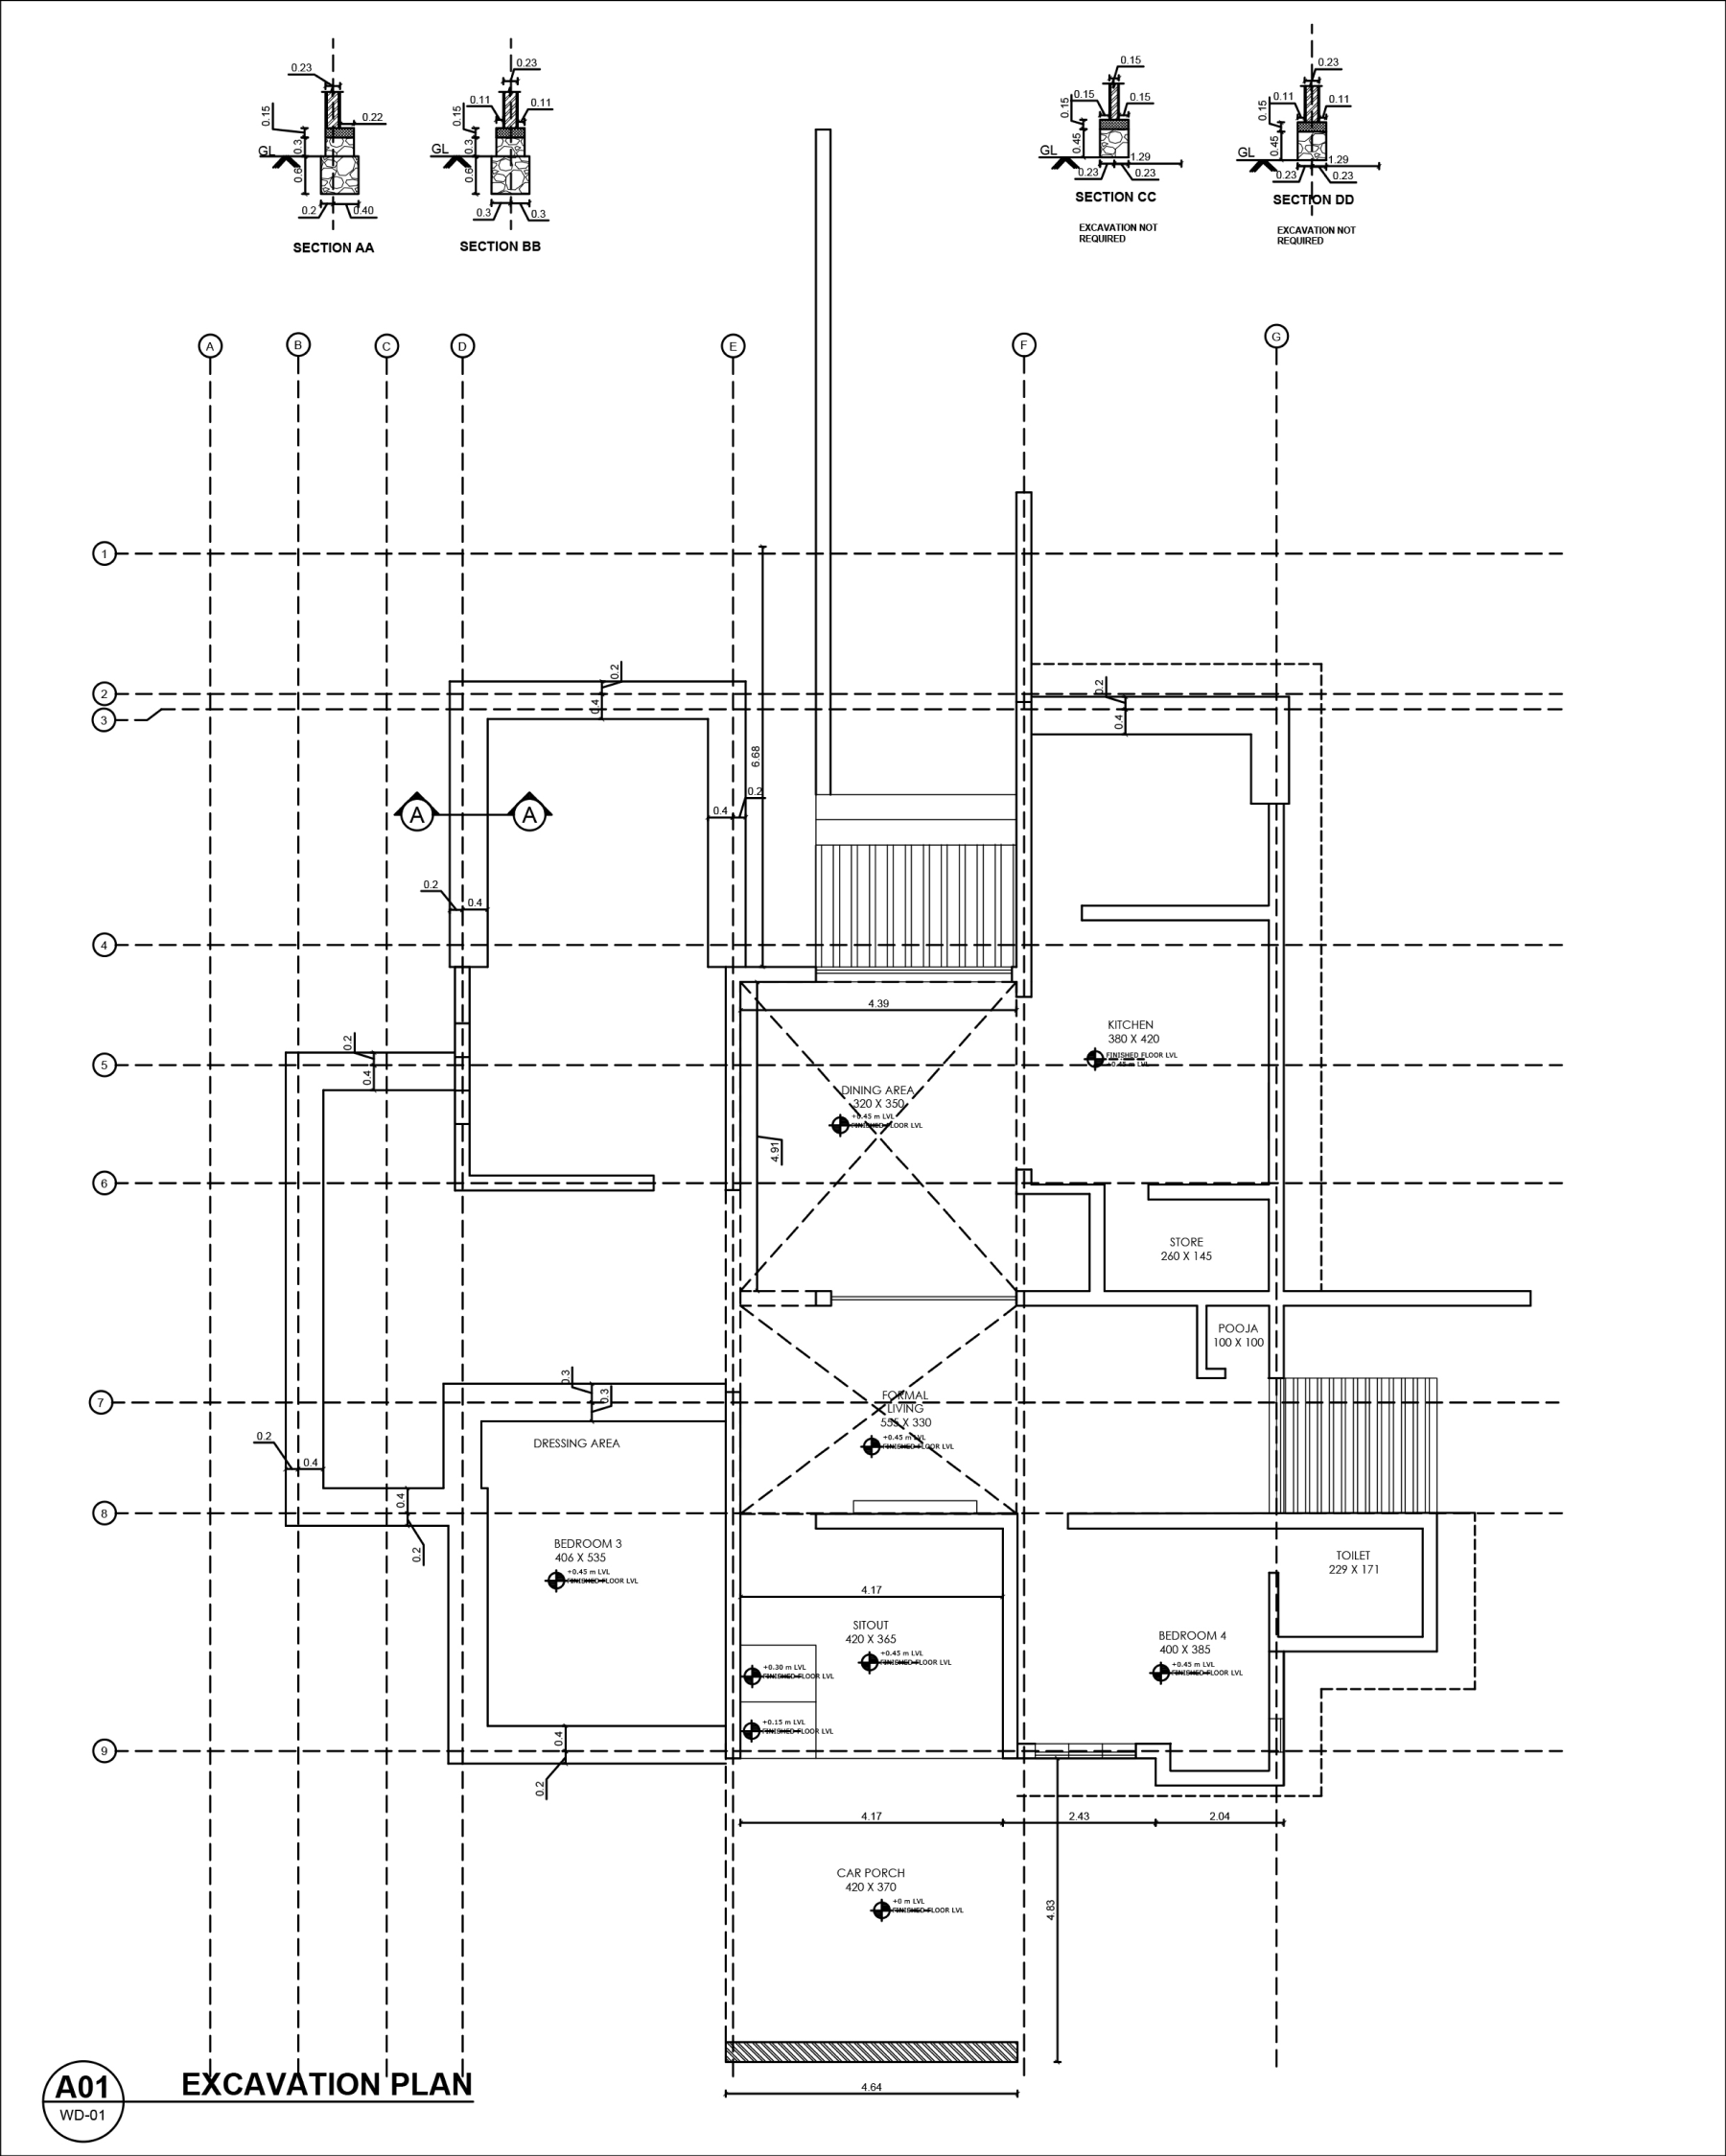 0.23
0.15
0.22
GL
0.3
0.6
0.2
0.40
SECTION AA
0.23
0.11
0.11
0.15
GL
0.3
0.6
0.3
0.3
SECTION BB
0.15
0.15
0.15
0.15
GL
0.45
1.29
0.23
0.23
SECTION CC
EXCAVATION NOT
REQUIRED
0.23
0.11
0.11
0.15
GL
0.45
1.29
0.23
0.23
SECTION DD
EXCAVATION NOT
REQUIRED
A
B
C
D
E
F
G
1
2
3
4
5
6
7
8
9
0.2
0.4
0.2
0.4
6.68
0.2
0.4
A
A
0.2
0.4
4.39
KITCHEN
380 X 420
FINISHED FLOOR LVL
+0.45 m LVL
0.2
0.4
DINING AREA
320 X 350
+0.45 m LVL
FINISHED FLOOR LVL
4.91
STORE
260 X 145
POOJA
100 X 100
0.3
0.3
FORMAL
LIVING
555 X 330
+0.45 m LVL
FINISHED FLOOR LVL
DRESSING AREA
0.2
0.4
0.4
0.2
BEDROOM 3
406 X 535
+0.45 m LVL
FINISHED FLOOR LVL
TOILET
229 X 171
4.17
SITOUT
420 X 365
+0.45 m LVL
FINISHED FLOOR LVL
BEDROOM 4
400 X 385
+0.45 m LVL
FINISHED FLOOR LVL
+0.30 m LVL
FINISHED FLOOR LVL
+0.15 m LVL
FINISHED FLOOR LVL
0.4
0.2
4.17
2.43
2.04
CAR PORCH
420 X 370
+0 m LVL
FINISHED FLOOR LVL
4.83
4.64
A01
WD-01
EXCAVATION PLAN